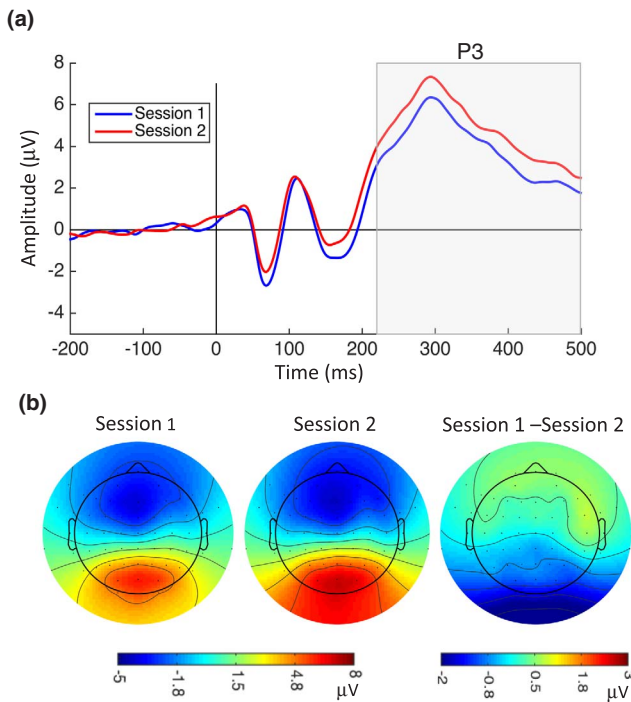 (a)
P3
8
6
4
2
0
-2
-4
Amplitude (µV)
Session 1
Session 2
-200 -100 0 100 200 300 400 500
Time (ms)
(b)
Session 1 Session 2 Session 1 –Session 2
-5 -1.8 1.5 4.8 8
µV
-2 -0.8 0.5 1.8 3
µV